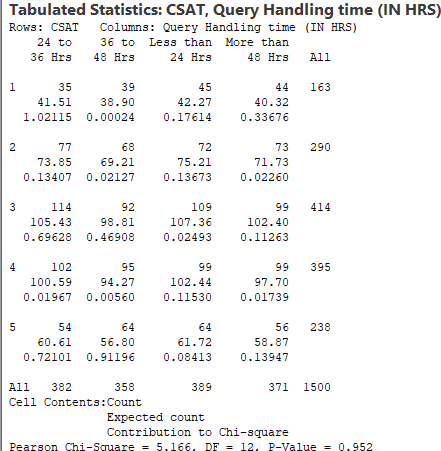 Tabulated Statistics: CSAT, Query Handling time (IN HRS)
Rows: CSAT Columns: Query Handling time (IN HRS)
24 to 36 to Less than More than
36 Hrs 48 Hrs 24 Hrs 48 Hrs All
1 35 39 45 44 163
41.51 38.90 42.27 40.32
1.02115 0.00024 0.17614 0.33676
2 77 68 72 73 290
73.85 69.21 75.21 71.73
0.13407 0.02127 0.13673 0.02260
3 114 92 109 99 414
105.43 98.81 107.36 102.40
0.69628 0.46908 0.02493 0.11263
4 102 95 99 99 395
100.59 94.27 102.44 97.70
0.01967 0.00560 0.11530 0.01739
5 54 64 64 56 238
60.61 56.80 61.72 58.87
0.72101 0.91196 0.08413 0.13947
All 382 358 389 371 1500
Cell Contents:Count
Expected count
Contribution to Chi-square
Pearson Chi-Square = 5.166, DF = 12, P-Value = 0.952